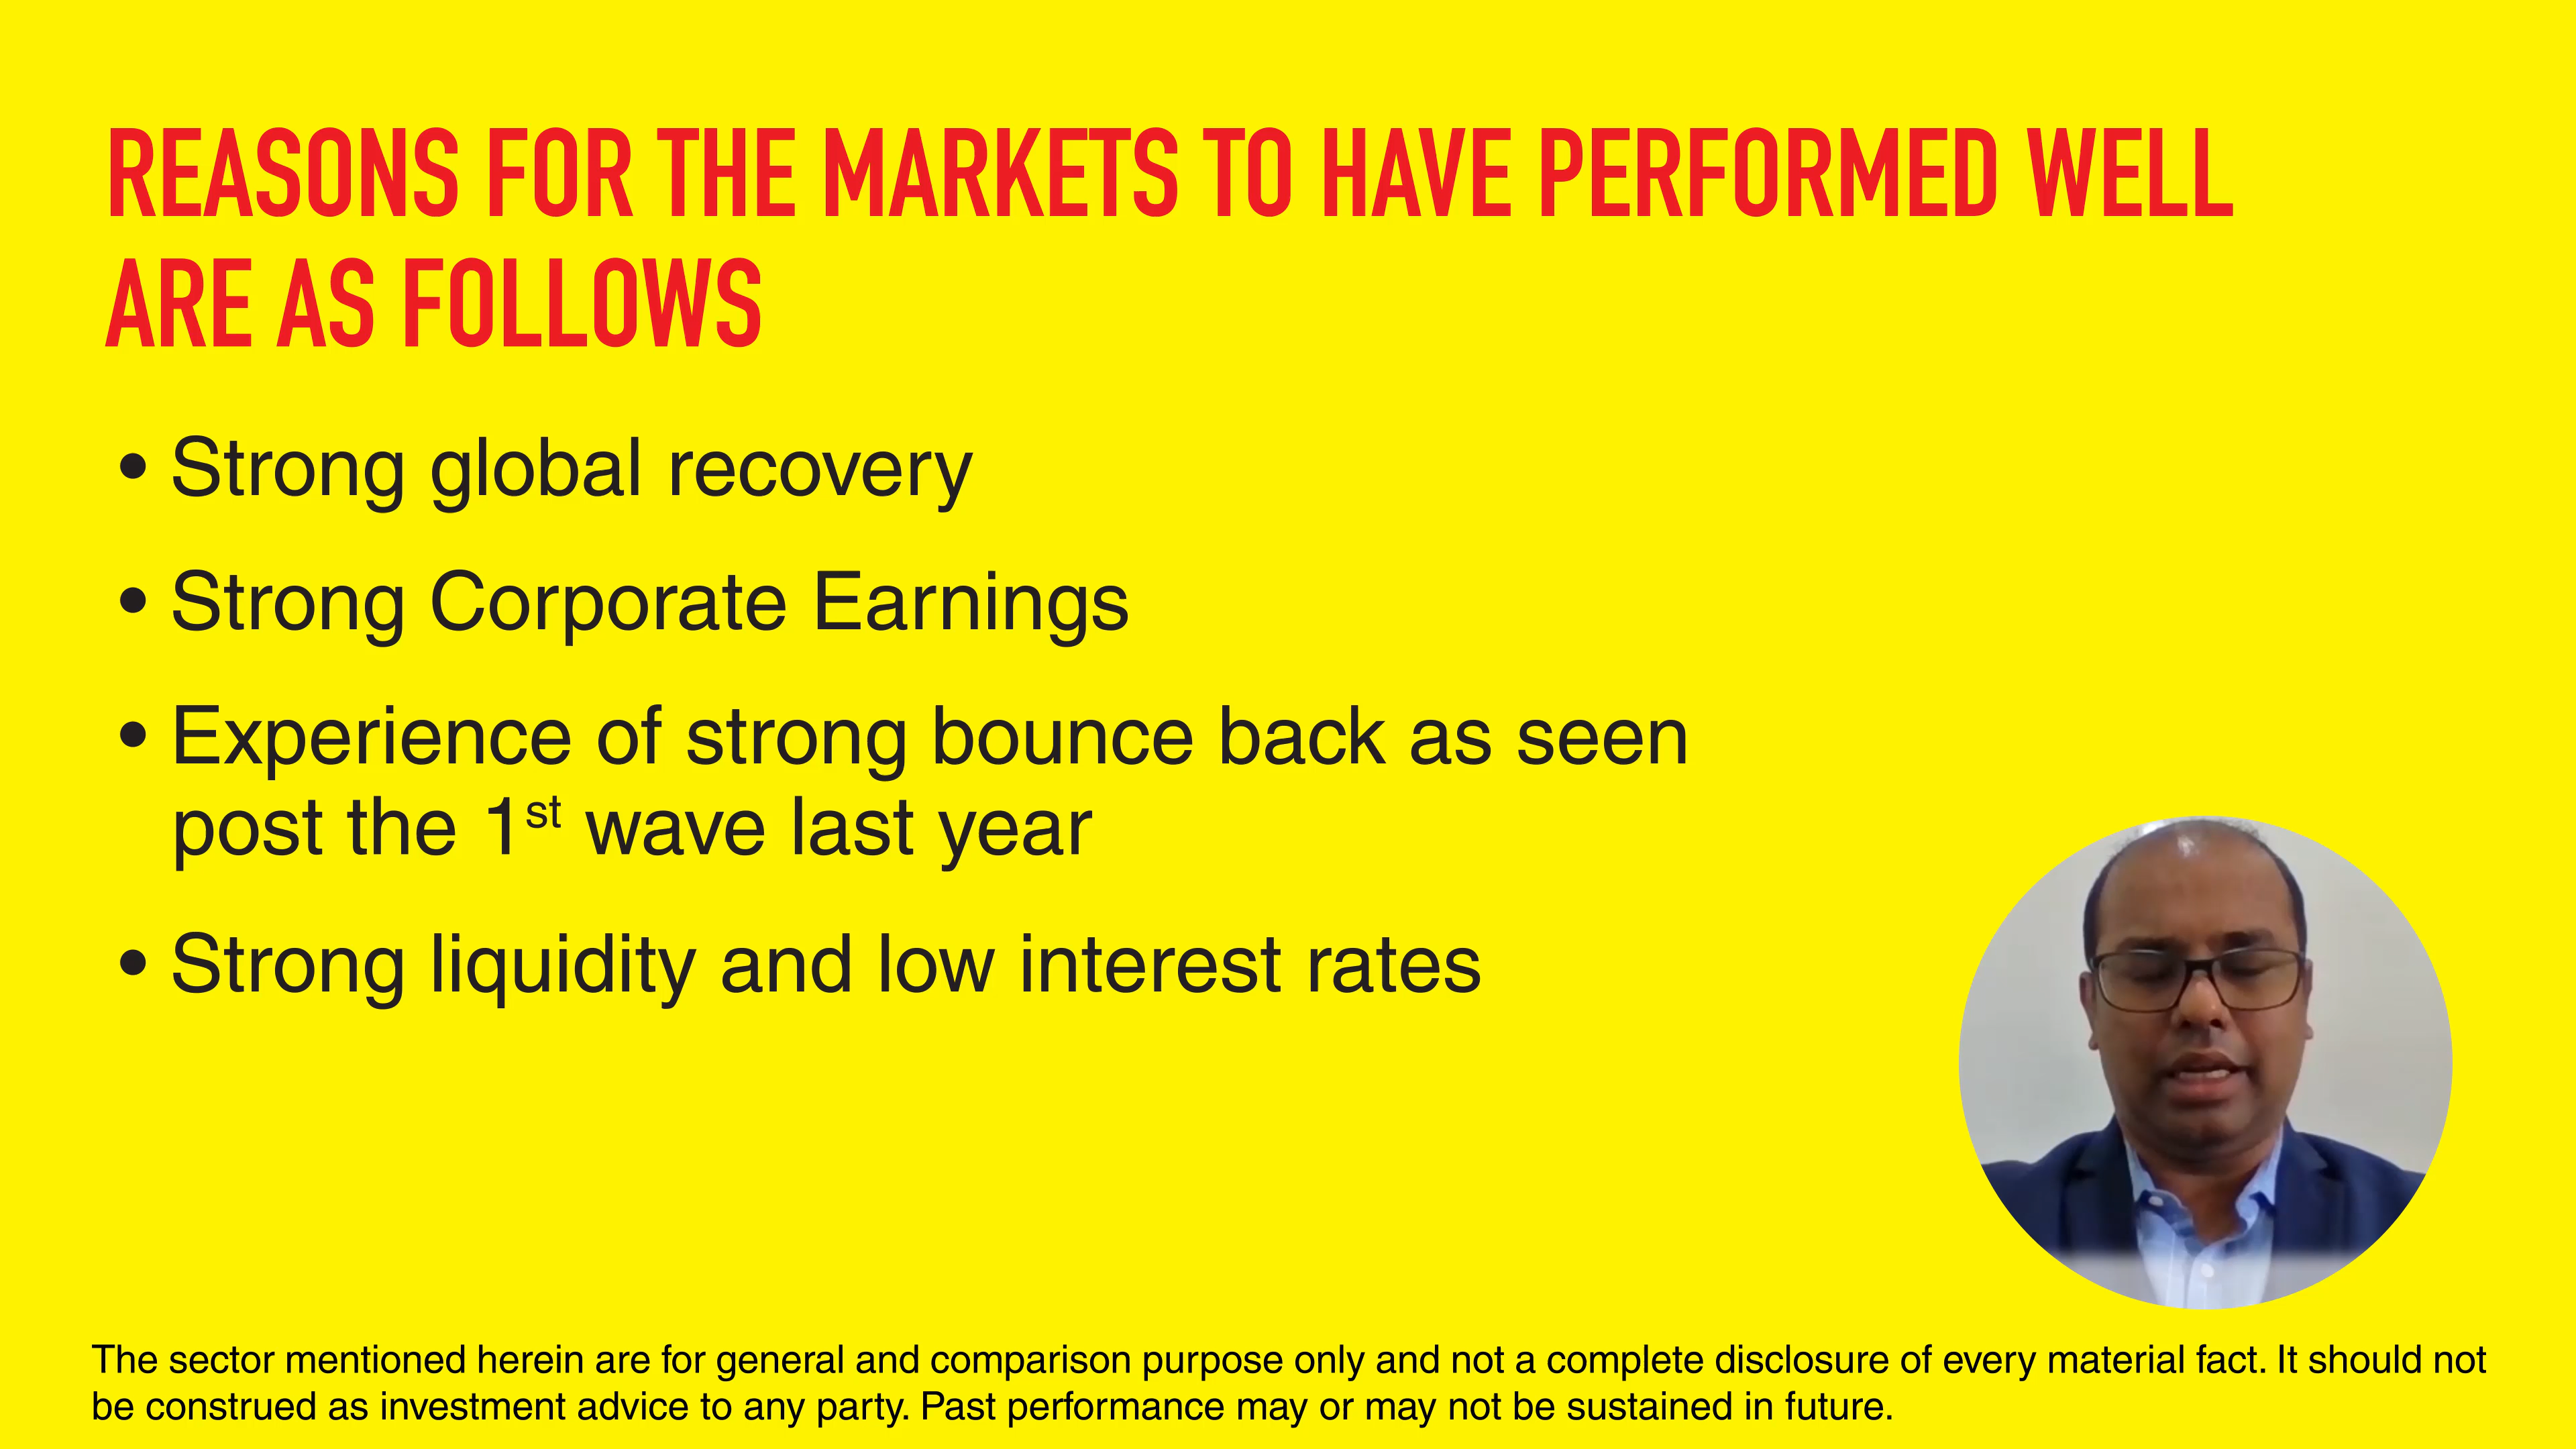 REASONS FOR THE MARKETS TO HAVE PERFORMED WELL
ARE AS FOLLOWS
• Strong global recovery
• Strong Corporate Earnings
• Experience of strong bounce back as seen
post the 1st wave last year
• Strong liquidity and low interest rates
The sector mentioned herein are for general and comparison purpose only and not a complete disclosure of every material fact. It should not
be construed as investment advice to any party. Past performance may or may not be sustained in future.